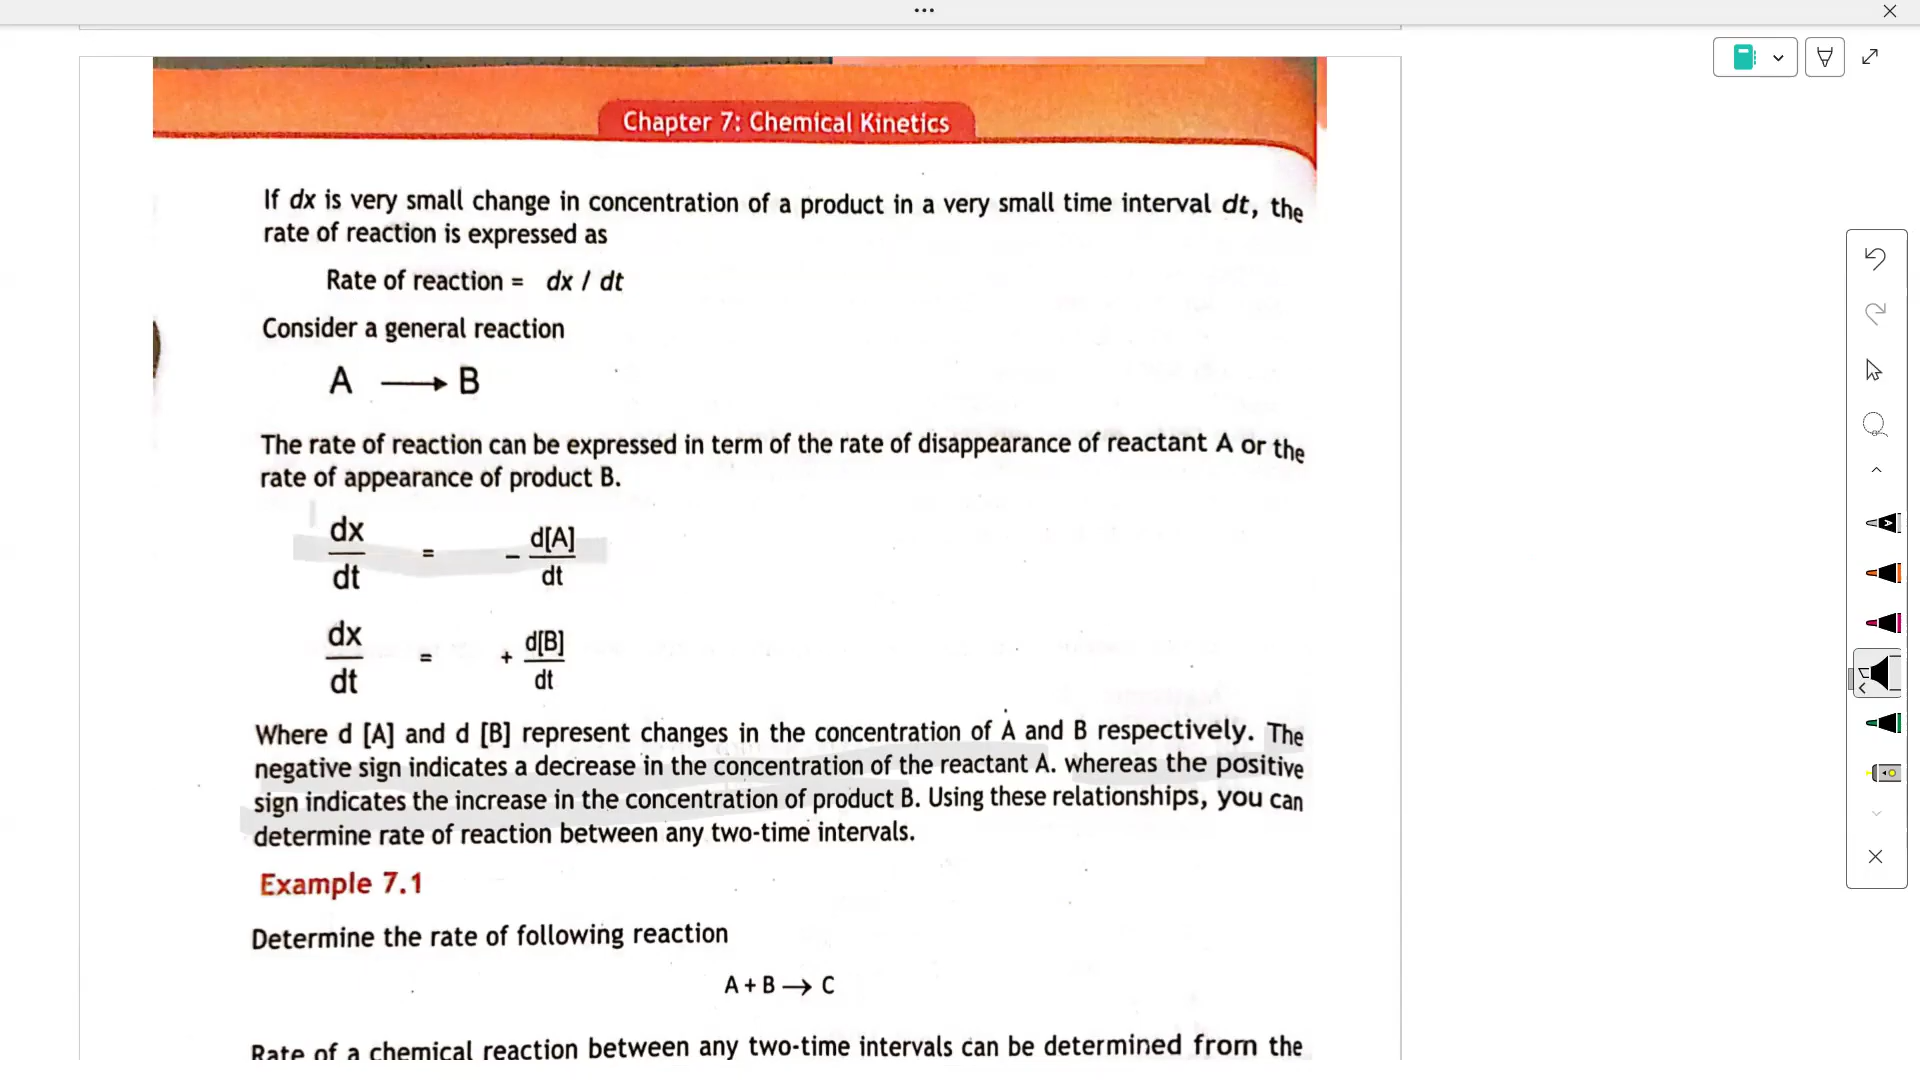 Chapter 7: Chemical Kinetics
If dx is very small change in concentration of a product in a very small time interval dt, the
rate of reaction is expressed as
Rate of reaction = dx / dt
Consider a general reaction
A ⟶ B
The rate of reaction can be expressed in term of the rate of disappearance of reactant A or the
rate of appearance of product B.
dx/dt = - d[A]/dt
dx/dt = + d[B]/dt
Where d [A] and d [B] represent changes in the concentration of A and B respectively. The
negative sign indicates a decrease in the concentration of the reactant A. whereas the positive
sign indicates the increase in the concentration of product B. Using these relationships, you can
determine rate of reaction between any two-time intervals.
Example 7.1
Determine the rate of following reaction
A + B → C
Rate of a chemical reaction between any two-time intervals can be determined from the